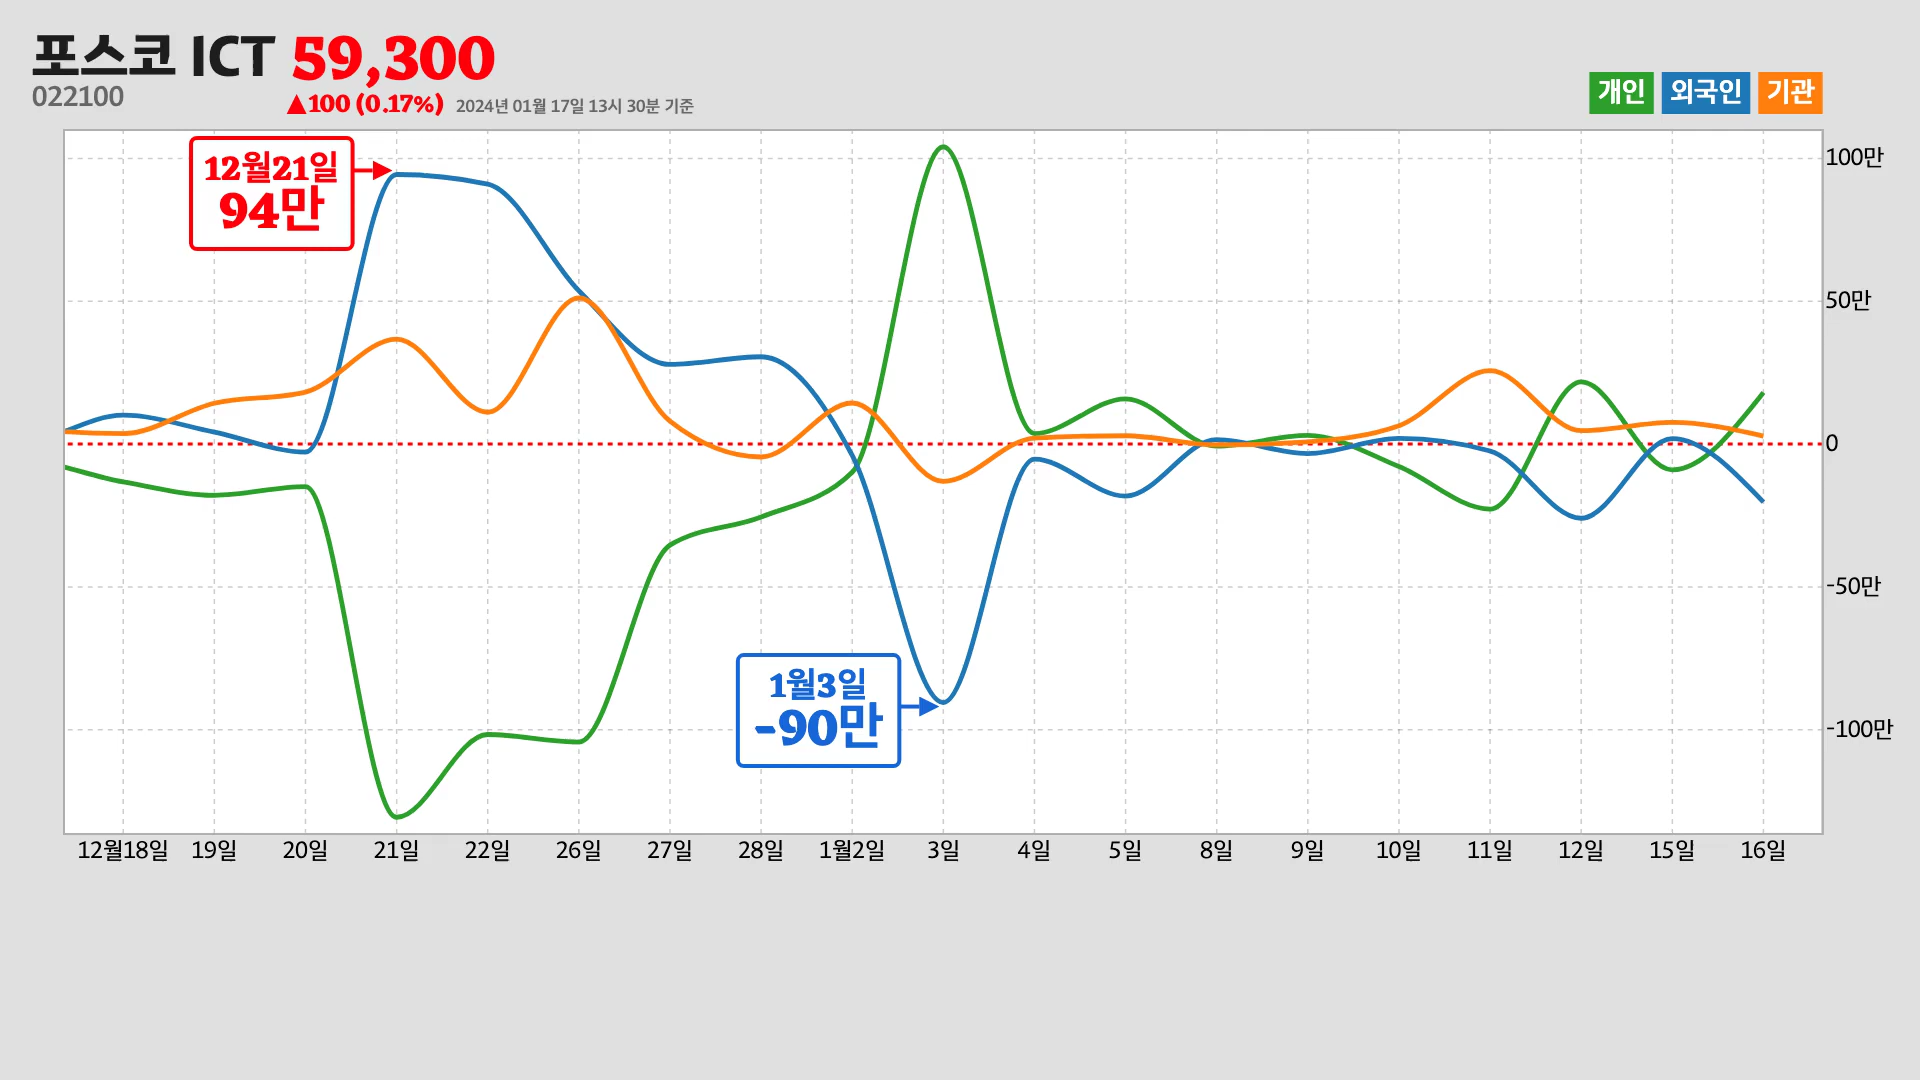 포스코 ICT 59,300
022100
▲100 (0.17%) 2024년 01월 17일 13시 30분 기준
개인 외국인 기관
12월21일
94만
1월3일
-90만
100만
50만
0
-50만
-100만
12월18일 19일 20일 21일 22일 26일 27일 28일 1월2일 3일 4일 5일 8일 9일 10일 11일 12일 15일 16일